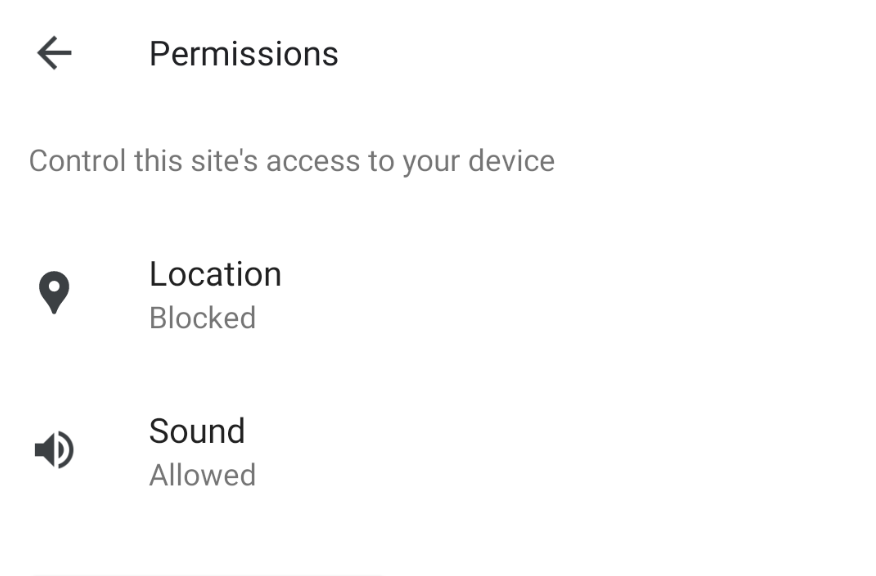 Permissions
Control this site's access to your device
Location
Blocked
Sound
Allowed